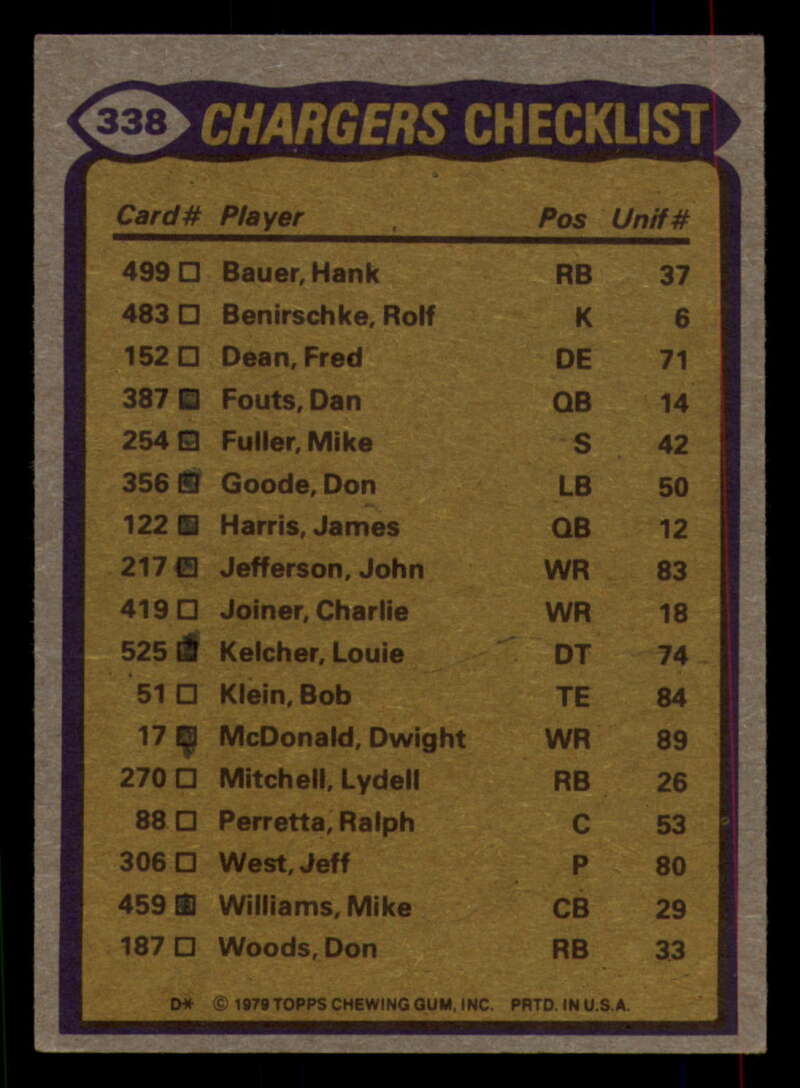 338 CHARGERS CHECKLIST
Card# Player Pos Unif#
499 □ Bauer, Hank RB 37
483 □ Benirschke, Rolf K 6
152 □ Dean, Fred DE 71
387 ■ Fouts, Dan QB 14
254 ■ Fuller, Mike S 42
356 ■ Goode, Don LB 50
122 ■ Harris, James QB 12
217 ■ Jefferson, John WR 83
419 □ Joiner, Charlie WR 18
525 ■ Kelcher, Louie DT 74
51 □ Klein, Bob TE 84
17 ■ McDonald, Dwight WR 89
270 □ Mitchell, Lydell RB 26
88 □ Perretta, Ralph C 53
306 □ West, Jeff P 80
459 ■ Williams, Mike CB 29
187 □ Woods, Don RB 33
D* © 1979 TOPPS CHEWING GUM, INC. PRTD. IN U.S.A.